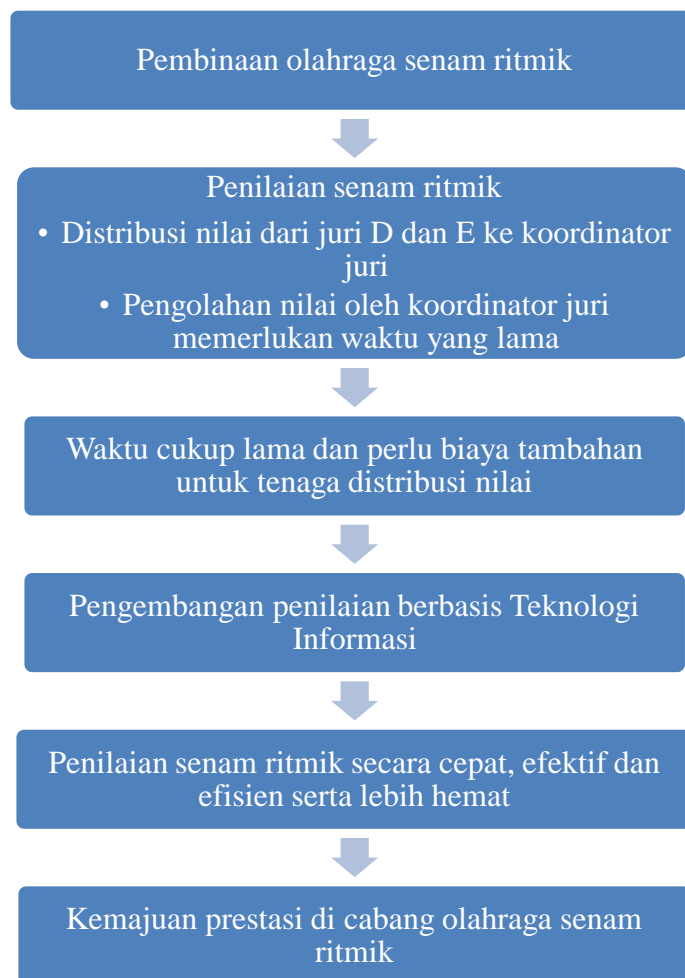 Pembinaan olahraga senam ritmik
Penilaian senam ritmik
• Distribusi nilai dari juri D dan E ke koordinator
juri
• Pengolahan nilai oleh koordinator juri
memerlukan waktu yang lama
Waktu cukup lama dan perlu biaya tambahan
untuk tenaga distribusi nilai
Pengembangan penilaian berbasis Teknologi
Informasi
Penilaian senam ritmik secara cepat, efektif dan
efisien serta lebih hemat
Kemajuan prestasi di cabang olahraga senam
ritmik